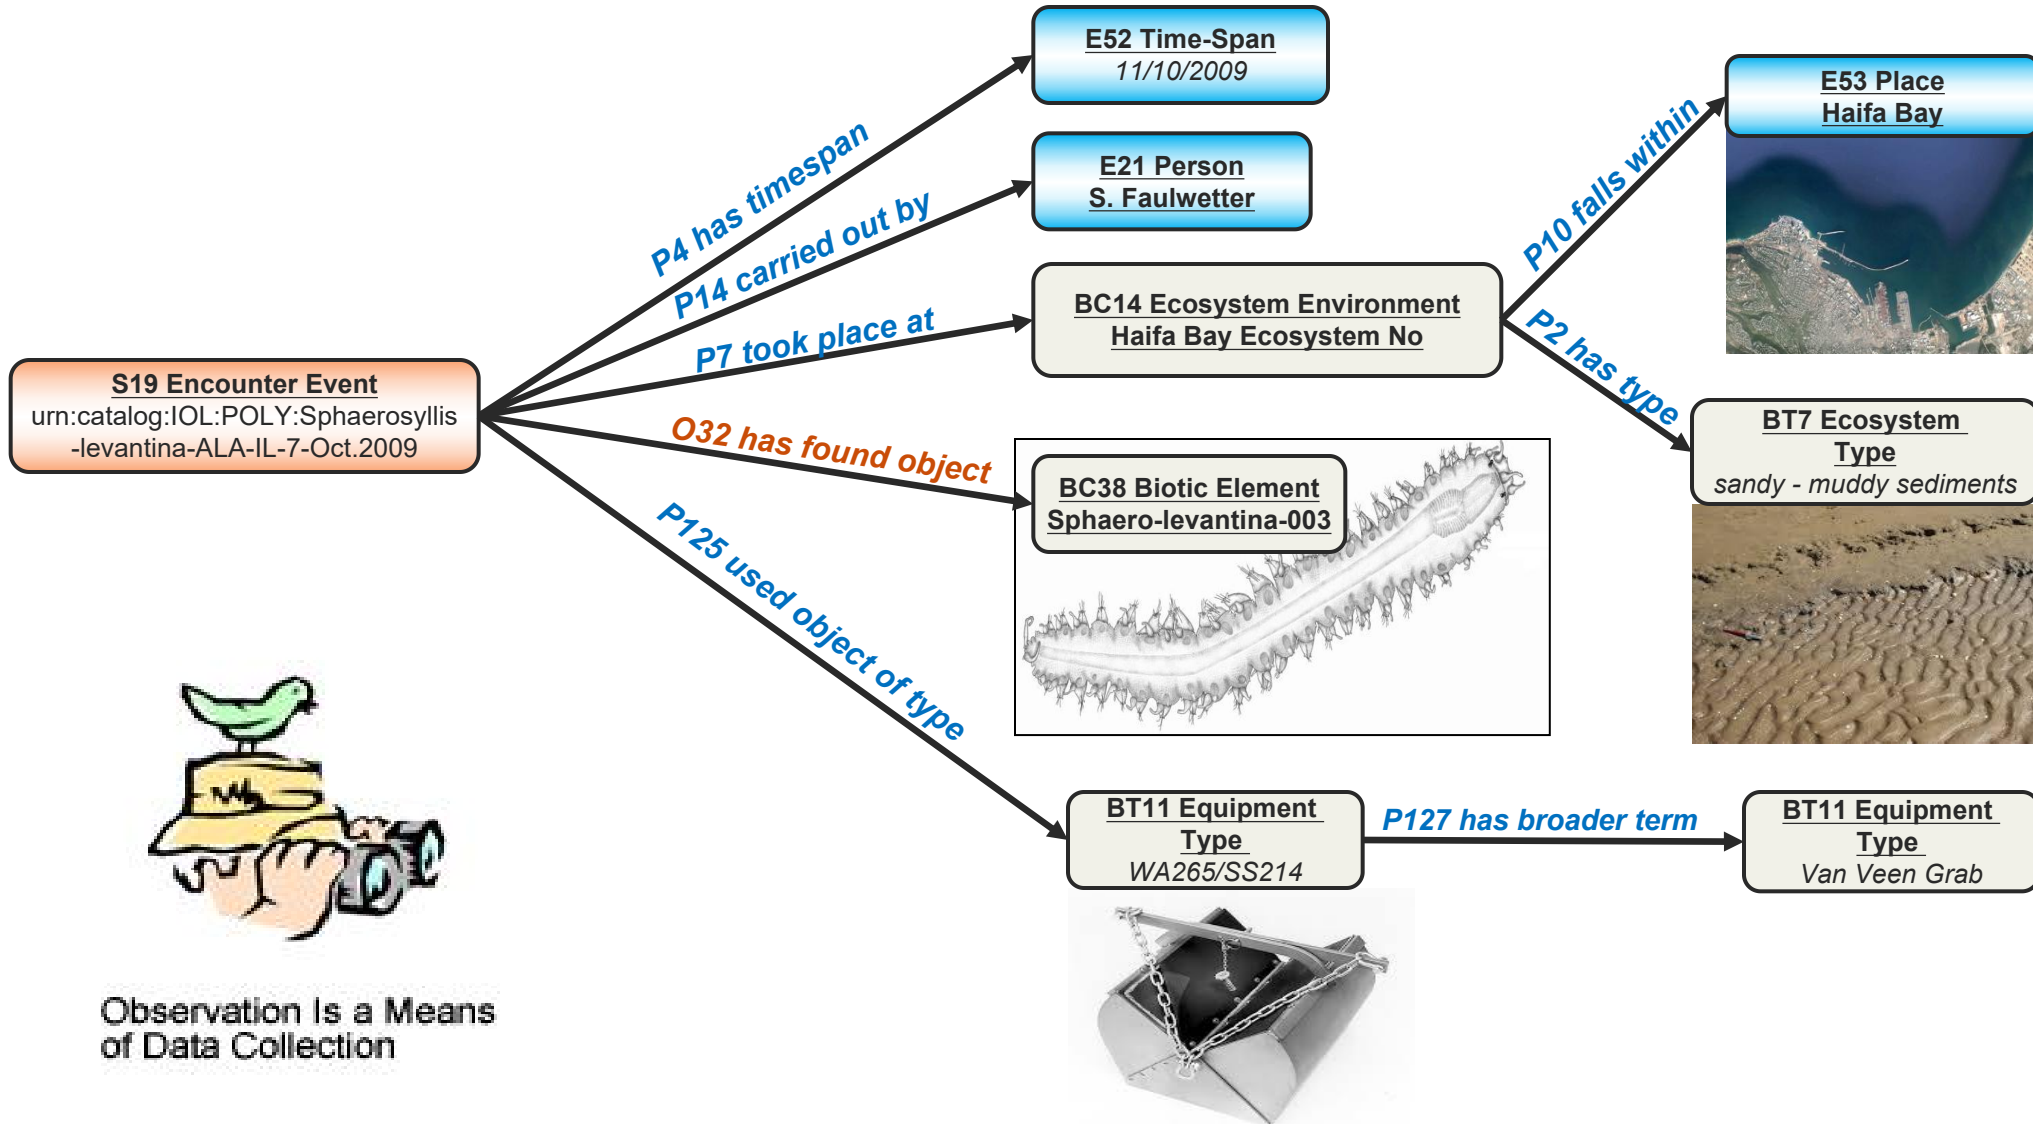 E52 Time-Span
11/10/2009
E53 Place
Haifa Bay
E21 Person
S. Faulwetter
P4 has timespan
P14 carried out by
P7 took place at
P10 falls within
P2 has type
BC14 Ecosystem Environment
Haifa Bay Ecosystem No
S19 Encounter Event
urn:catalog:IOL:POLY:Sphaerosyllis
-levantina-ALA-IL-7-Oct.2009
O32 has found object
BC38 Biotic Element
Sphaero-levantina-003
BT7 Ecosystem
Type
sandy - muddy sediments
P125 used object of type
BT11 Equipment
Type
WA265/SS214
P127 has broader term
BT11 Equipment
Type
Van Veen Grab
Observation Is a Means
of Data Collection